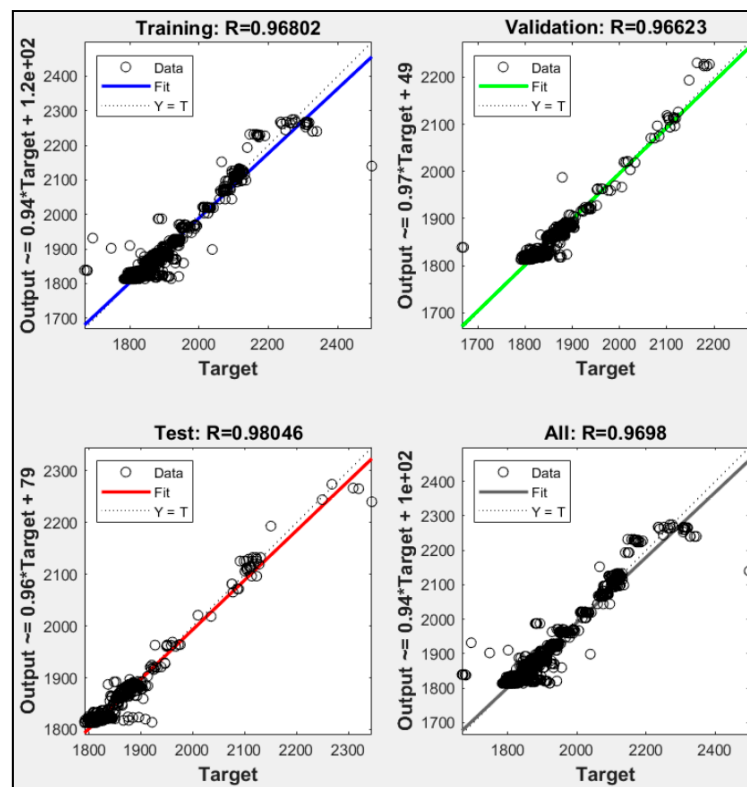 Training: R=0.96802
Output ~= 0.94*Target + 1.2e+02
2400
2300
2200
2100
2000
1900
1800
1700
Data
Fit
Y = T
1800
2000
2200
2400
Target
Validation: R=0.96623
Output ~= 0.97*Target + 49
2200
2100
2000
1900
1800
1700
Data
Fit
Y = T
1700
1800
1900
2000
2100
2200
Target
Test: R=0.98046
Output ~= 0.96*Target + 79
2300
2200
2100
2000
1900
1800
Data
Fit
Y = T
1800
1900
2000
2100
2200
2300
Target
All: R=0.9698
Output ~= 0.94*Target + 1e+02
2400
2300
2200
2100
2000
1900
1800
1700
Data
Fit
Y = T
1800
2000
2200
2400
Target